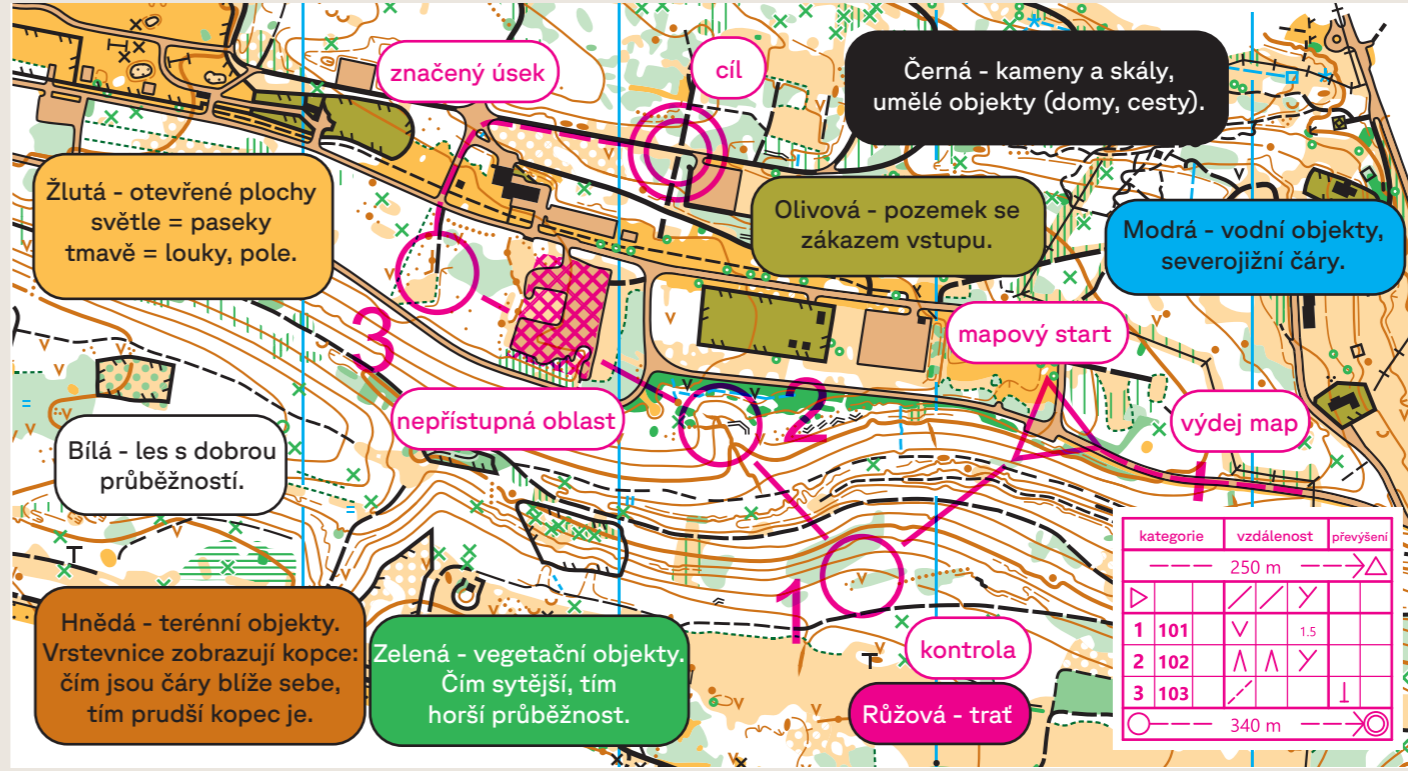 značený úsek
cíl
Černá - kameny a skály,
umělé objekty (domy, cesty).
Žlutá - otevřené plochy
světle = paseky
tmavě = louky, pole.
Olivová - pozemek se
zákazem vstupu.
Modrá - vodní objekty,
severojižní čáry.
mapový start
3
nepřístupná oblast
2
výdej map
Bílá - les s dobrou
průběžností.
1
kategorie vzdálenost převýšení
250 m
1 101 1.5
2 102
3 103
340 m
Hnědá - terénní objekty.
Vrstevnice zobrazují kopce:
čím jsou čáry blíže sebe,
tím prudší kopec je.
Zelená - vegetační objekty.
Čím sytější, tím
horší průběžnost.
kontrola
Růžová - trať